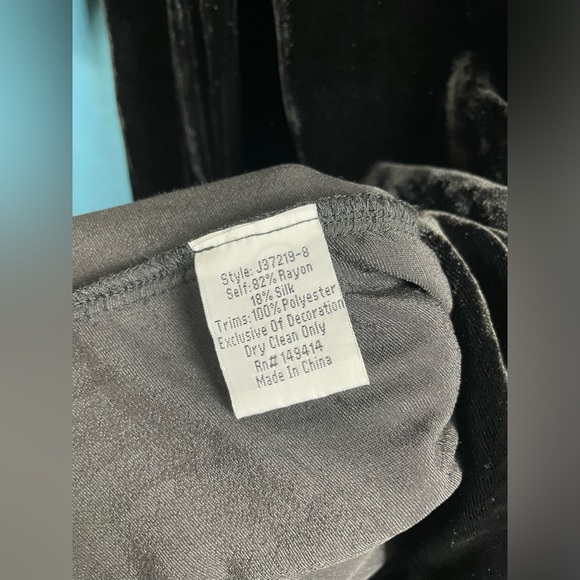 Style: J37219-8
Self:82% Rayon
18% Silk
Trims:100% Polyester
Exclusive Of Decoration
Dry Clean Only
Rn# 149414
Made In China